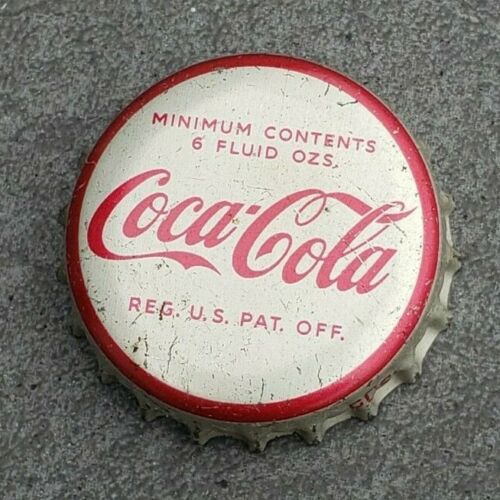 MINIMUM CONTENTS
6 FLUID OZS.
Coca-Cola
REG. U.S. PAT. OFF.